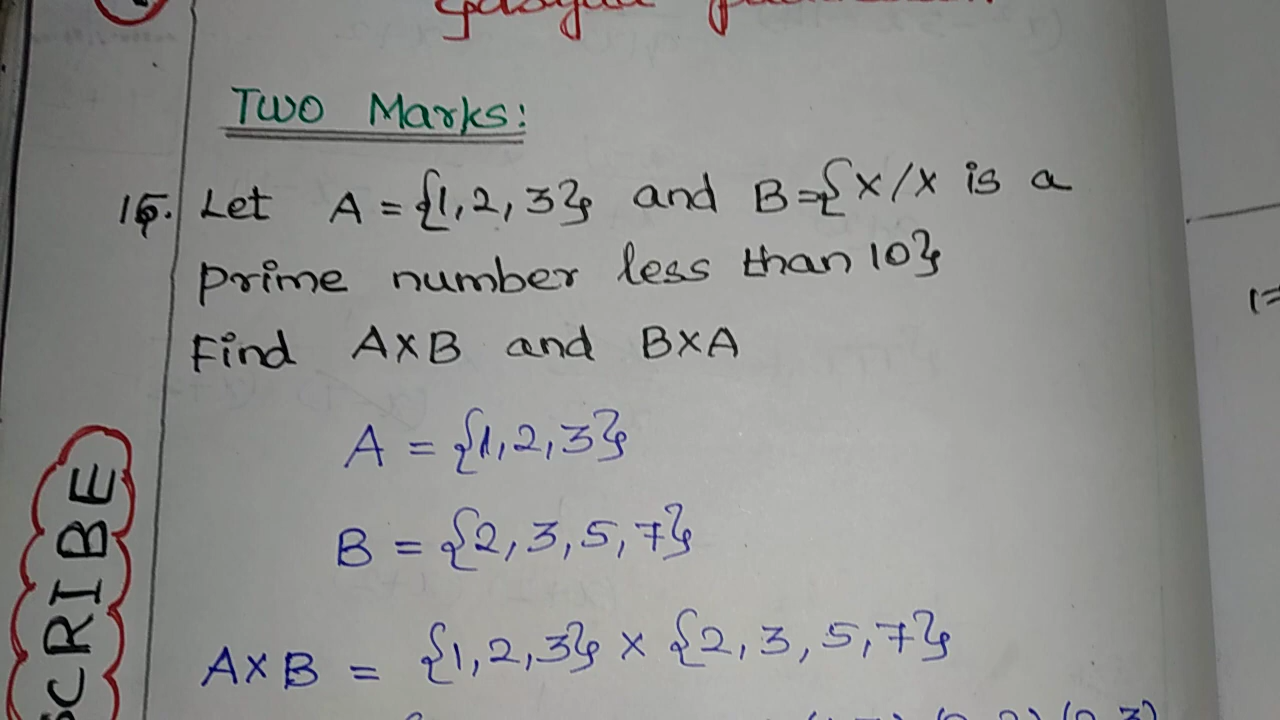 Two Marks:
16. Let A = {1, 2, 3} and B = {x/x is a
prime number less than 10}
Find A×B and B×A
A = {1, 2, 3}
B = {2, 3, 5, 7}
A×B = {1, 2, 3} × {2, 3, 5, 7}
SCRIBE